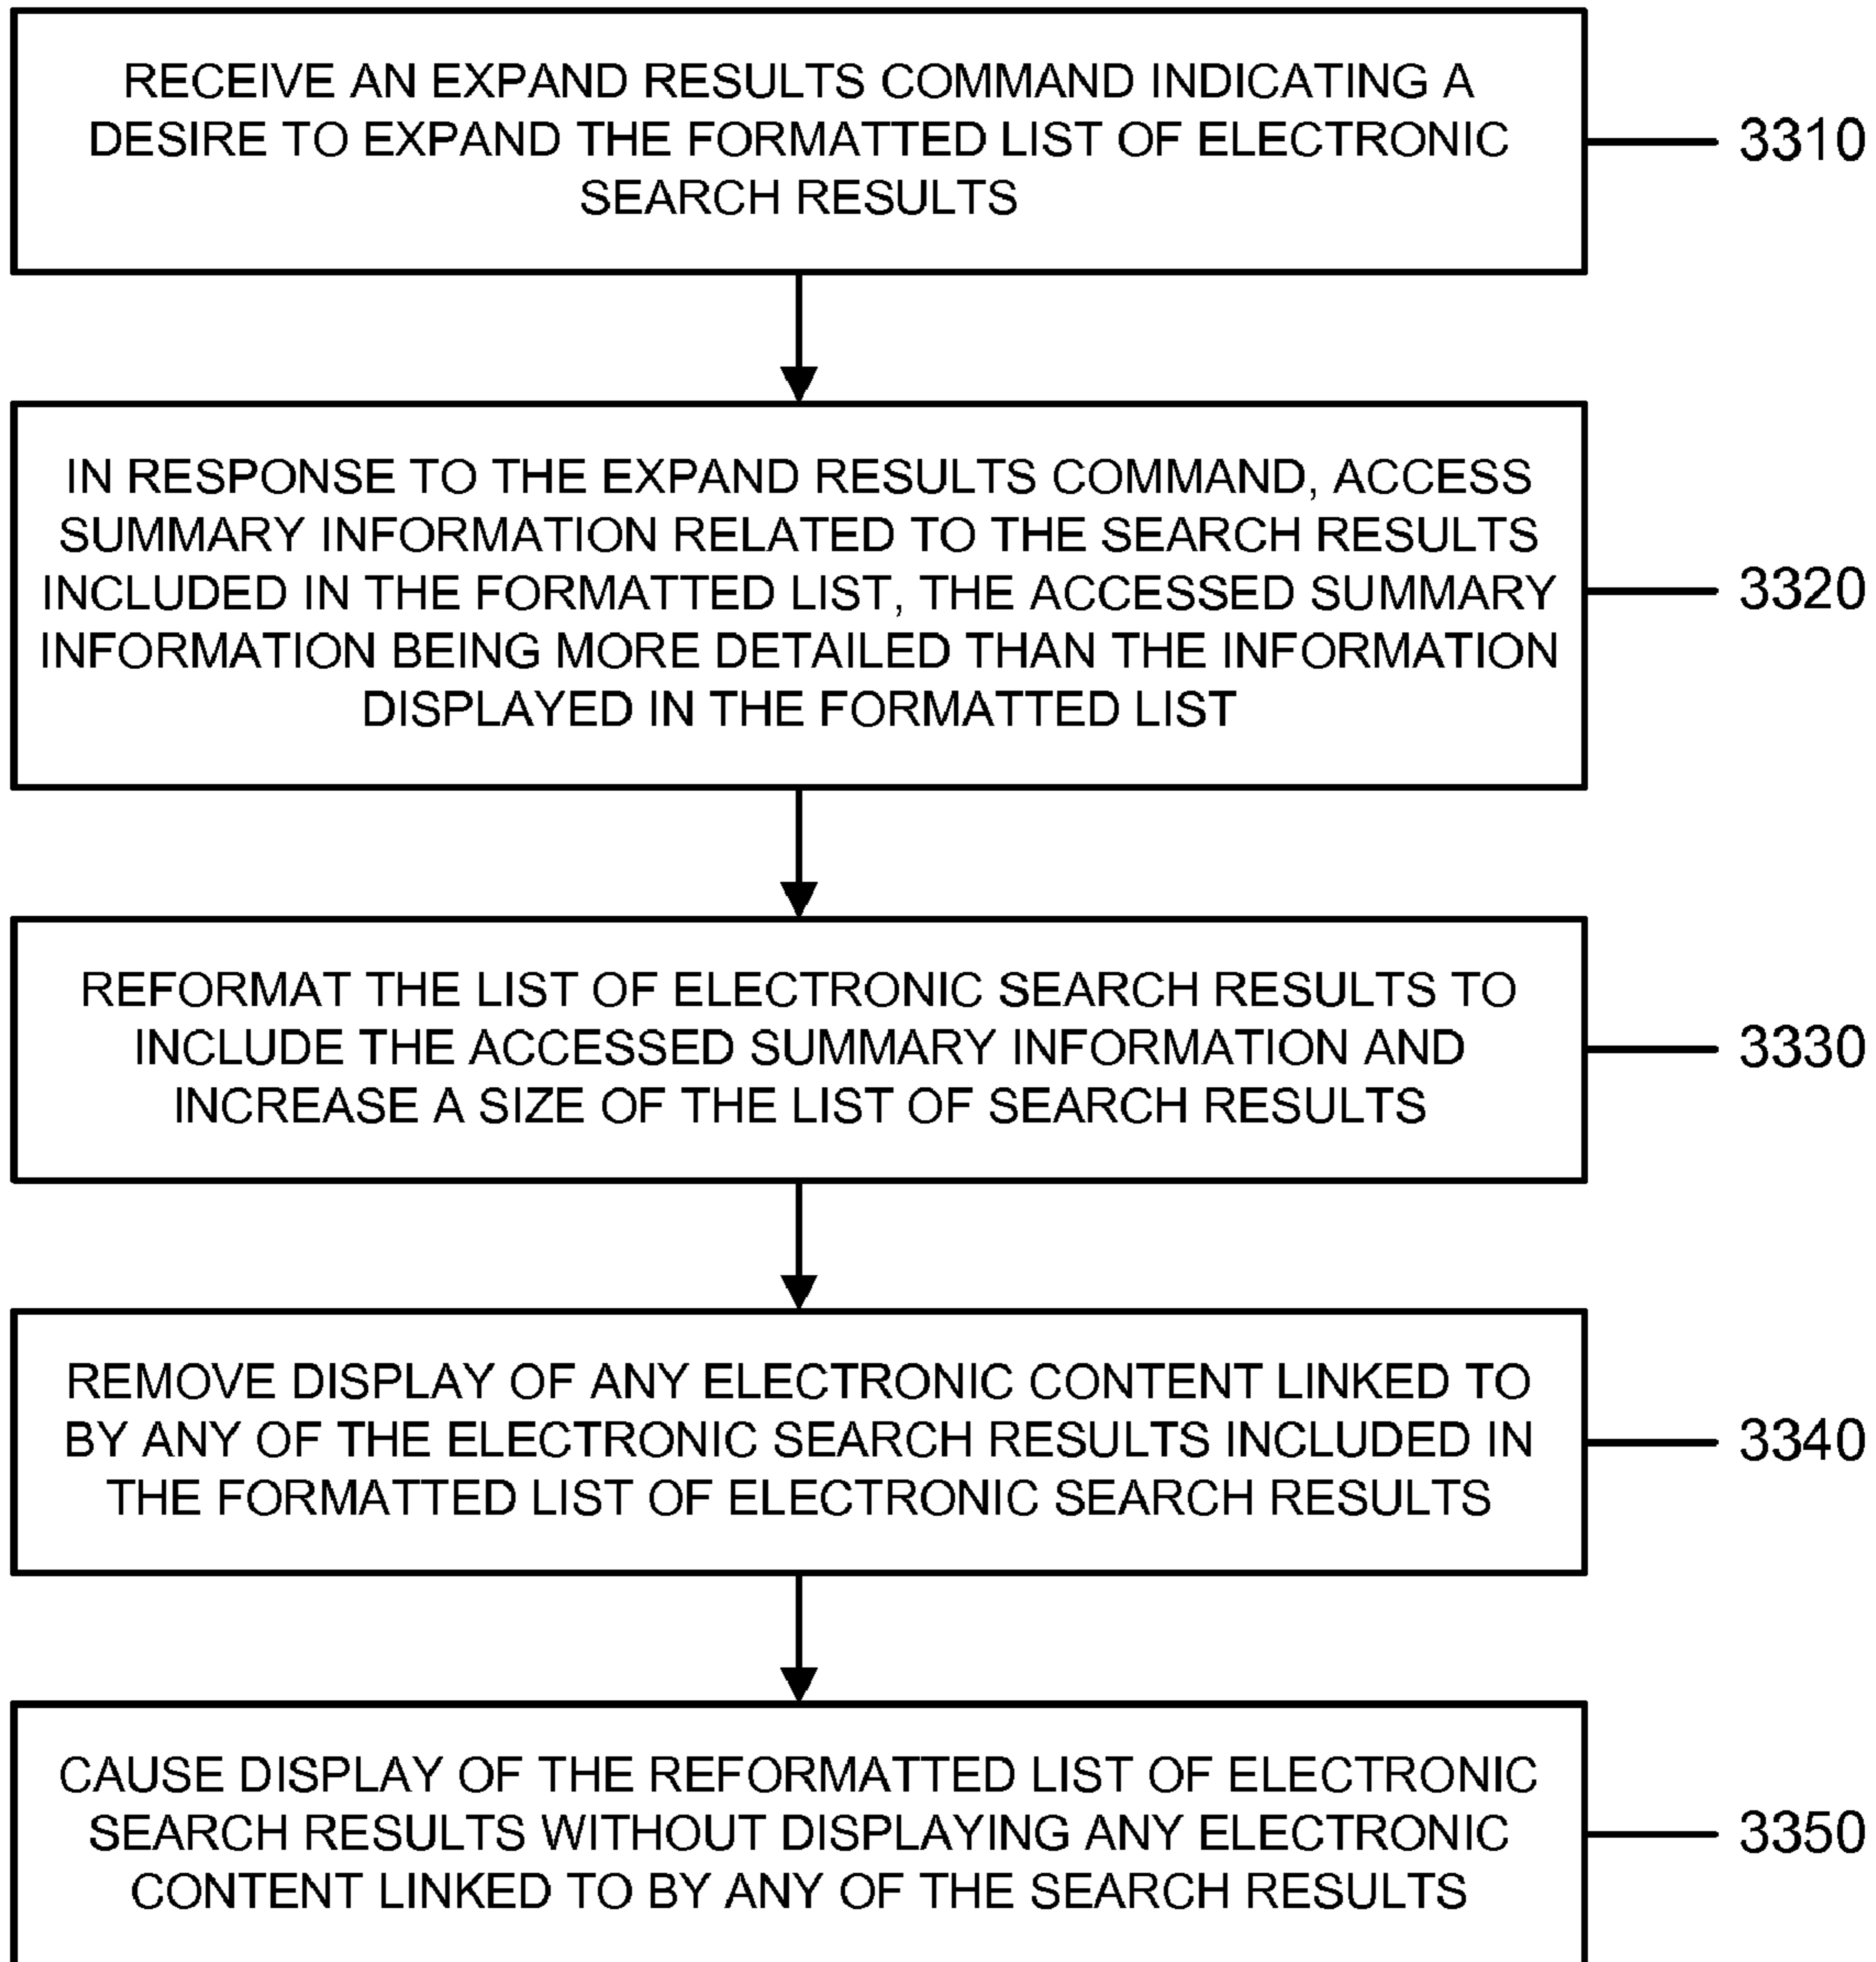 RECEIVE AN EXPAND RESULTS COMMAND INDICATING A
DESIRE TO EXPAND THE FORMATTED LIST OF ELECTRONIC
SEARCH RESULTS
3310
IN RESPONSE TO THE EXPAND RESULTS COMMAND, ACCESS
SUMMARY INFORMATION RELATED TO THE SEARCH RESULTS
INCLUDED IN THE FORMATTED LIST, THE ACCESSED SUMMARY
INFORMATION BEING MORE DETAILED THAN THE INFORMATION
DISPLAYED IN THE FORMATTED LIST
3320
REFORMAT THE LIST OF ELECTRONIC SEARCH RESULTS TO
INCLUDE THE ACCESSED SUMMARY INFORMATION AND
INCREASE A SIZE OF THE LIST OF SEARCH RESULTS
3330
REMOVE DISPLAY OF ANY ELECTRONIC CONTENT LINKED TO
BY ANY OF THE ELECTRONIC SEARCH RESULTS INCLUDED IN
THE FORMATTED LIST OF ELECTRONIC SEARCH RESULTS
3340
CAUSE DISPLAY OF THE REFORMATTED LIST OF ELECTRONIC
SEARCH RESULTS WITHOUT DISPLAYING ANY ELECTRONIC
CONTENT LINKED TO BY ANY OF THE SEARCH RESULTS
3350